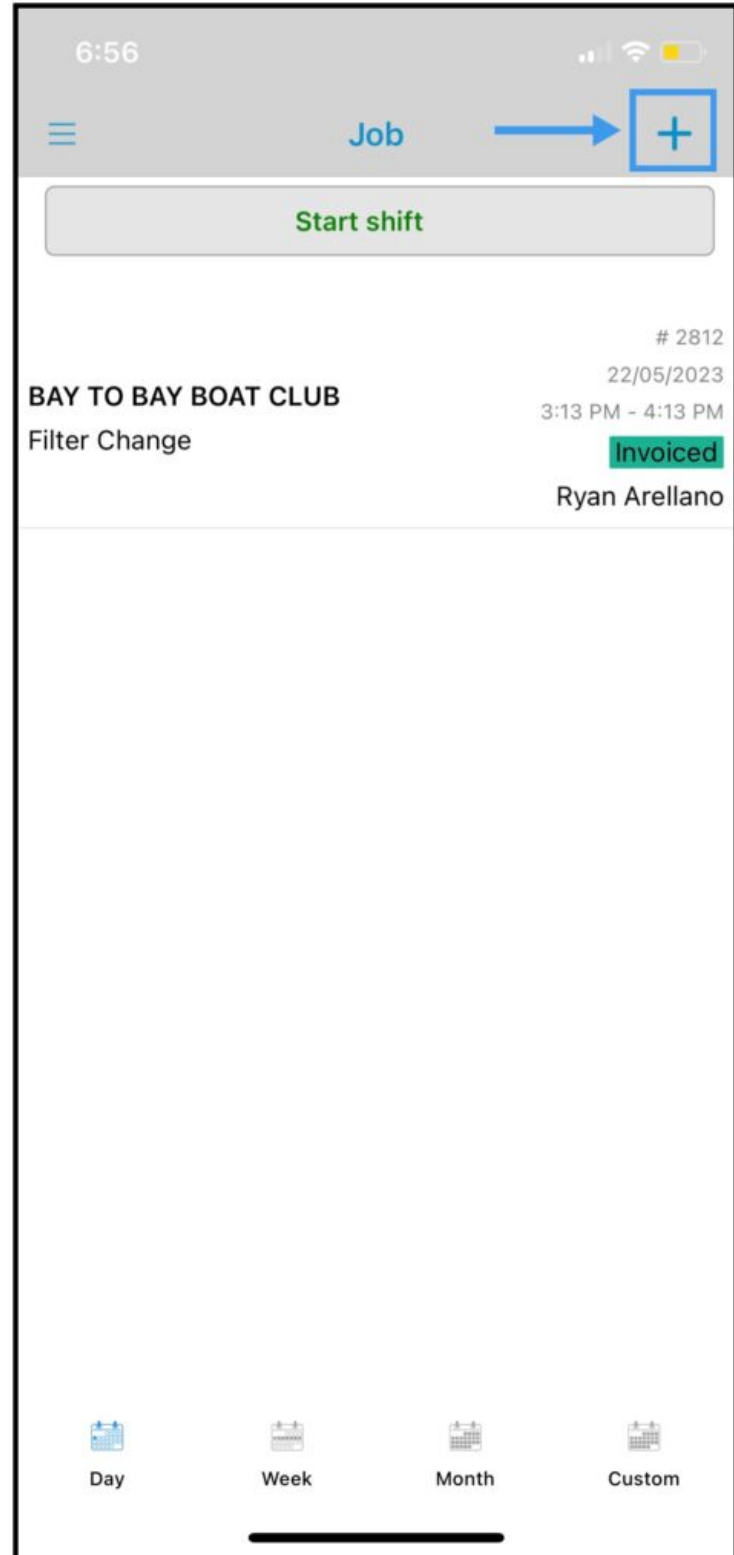 6:56
Job
Start shift
# 2812
22/05/2023
BAY TO BAY BOAT CLUB
3:13 PM - 4:13 PM
Filter Change
Invoiced
Ryan Arellano
Day Week Month Custom